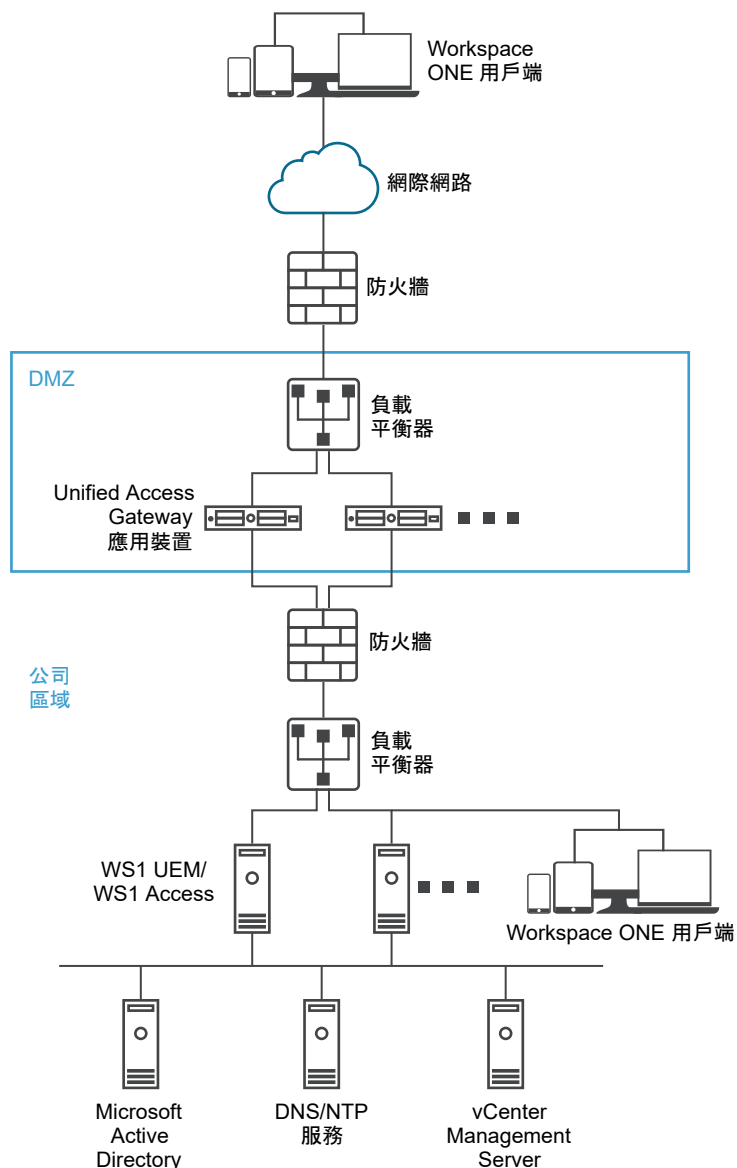 Workspace
ONE 用戶端
網際網路
防火牆
DMZ
負載
平衡器
Unified Access
Gateway
應用裝置
防火牆
公司
區域
負載
平衡器
WS1 UEM/
WS1 Access
Workspace ONE 用戶端
Microsoft
Active
Directory
DNS/NTP
服務
vCenter
Management
Server